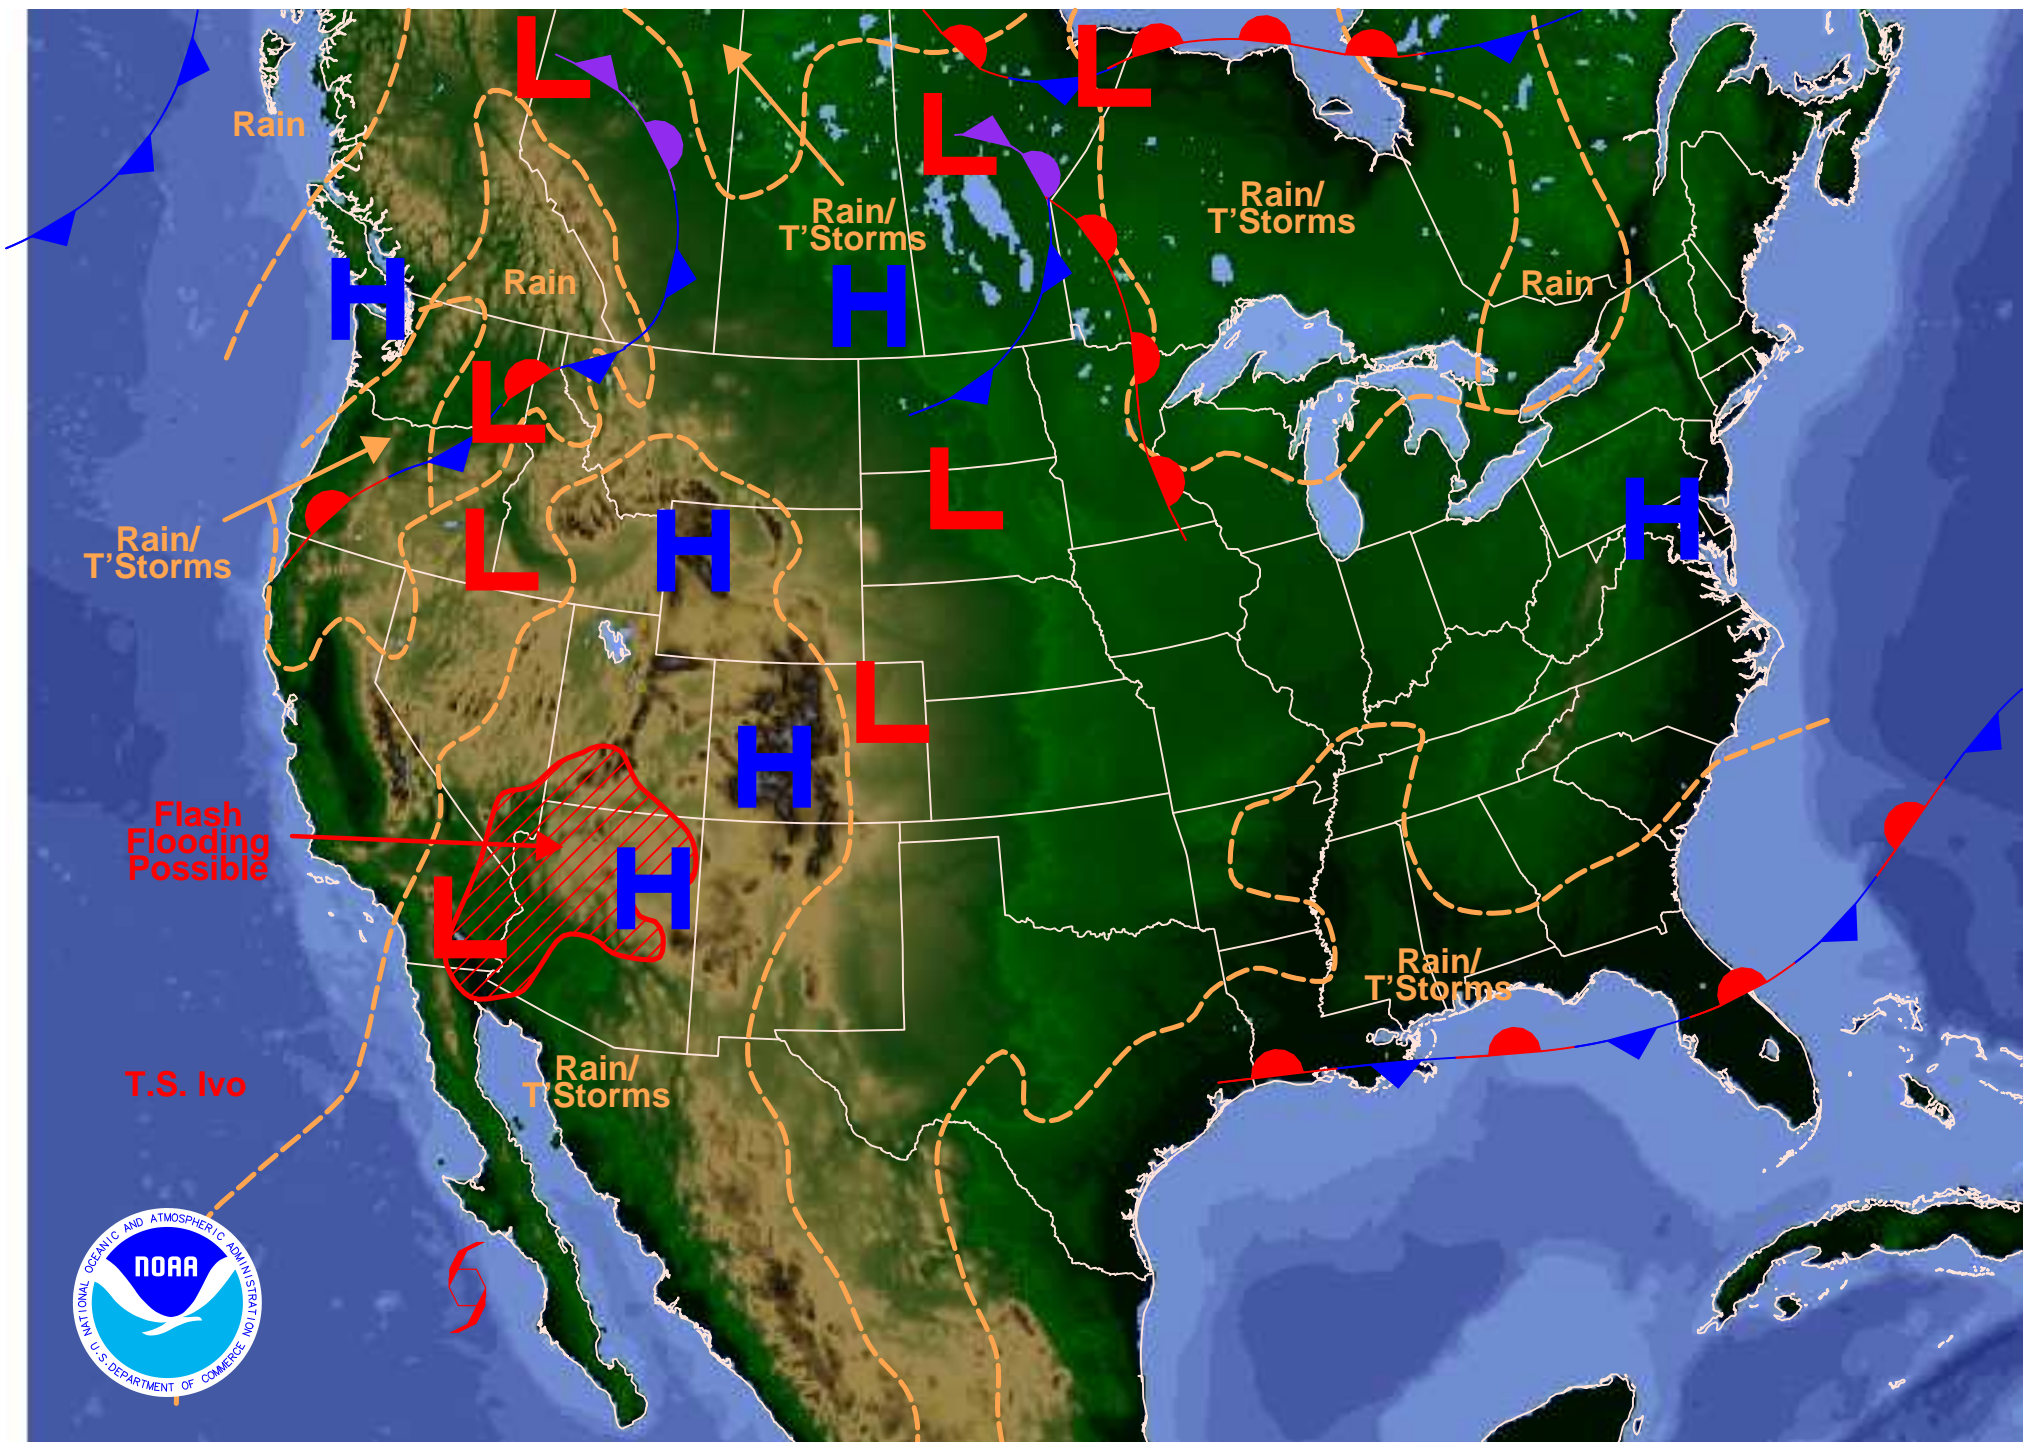 L
L
Rain
L
Rain/
T'Storms
Rain/
T'Storms
H
Rain
H
Rain
L
L
H
Rain/
T'Storms
L
H
L
H
Flash
Flooding
Possible
H
L
Rain/
T'Storms
Rain/
T'Storms
T.S. Ivo
NATIONAL OCEANIC AND ATMOSPHERIC ADMINISTRATION
NOAA
U.S. DEPARTMENT OF COMMERCE